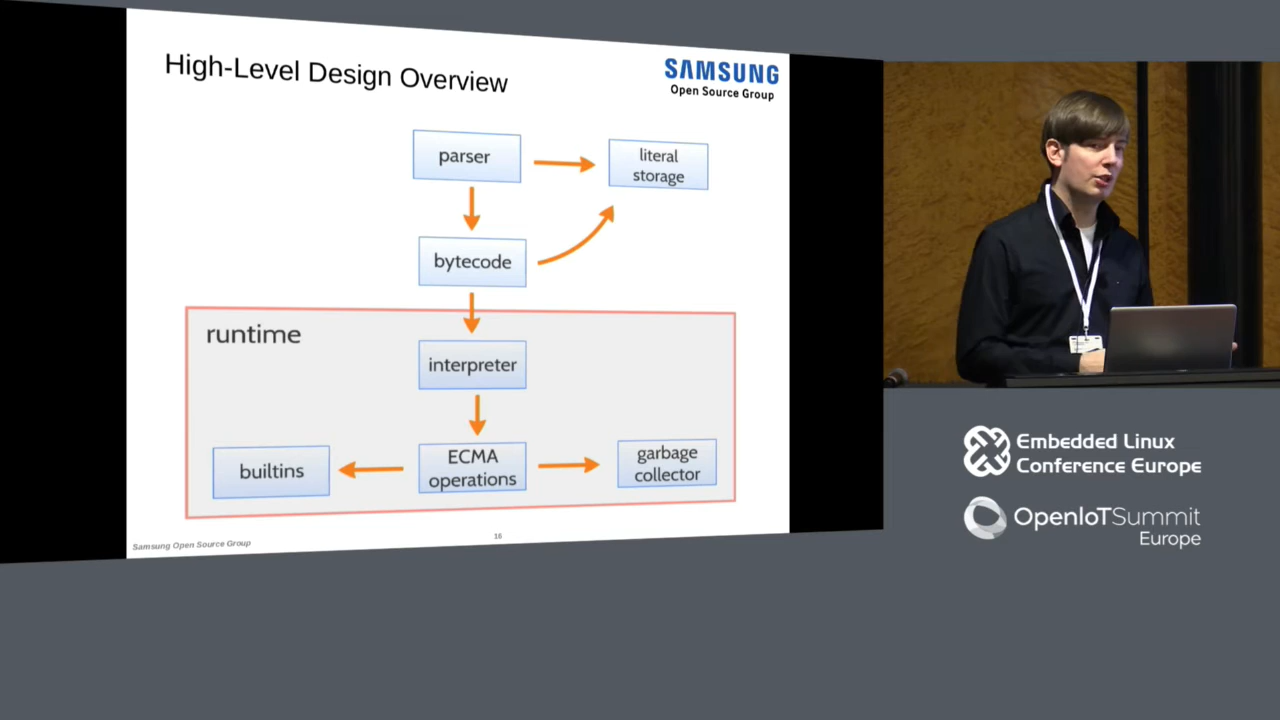 High-Level Design Overview
SAMSUNG
Open Source Group
parser
literal
storage
bytecode
runtime
interpreter
builtins
ECMA
operations
garbage
collector
Samsung Open Source Group
16
Embedded Linux
Conference Europe
OpenIoTSummit
Europe